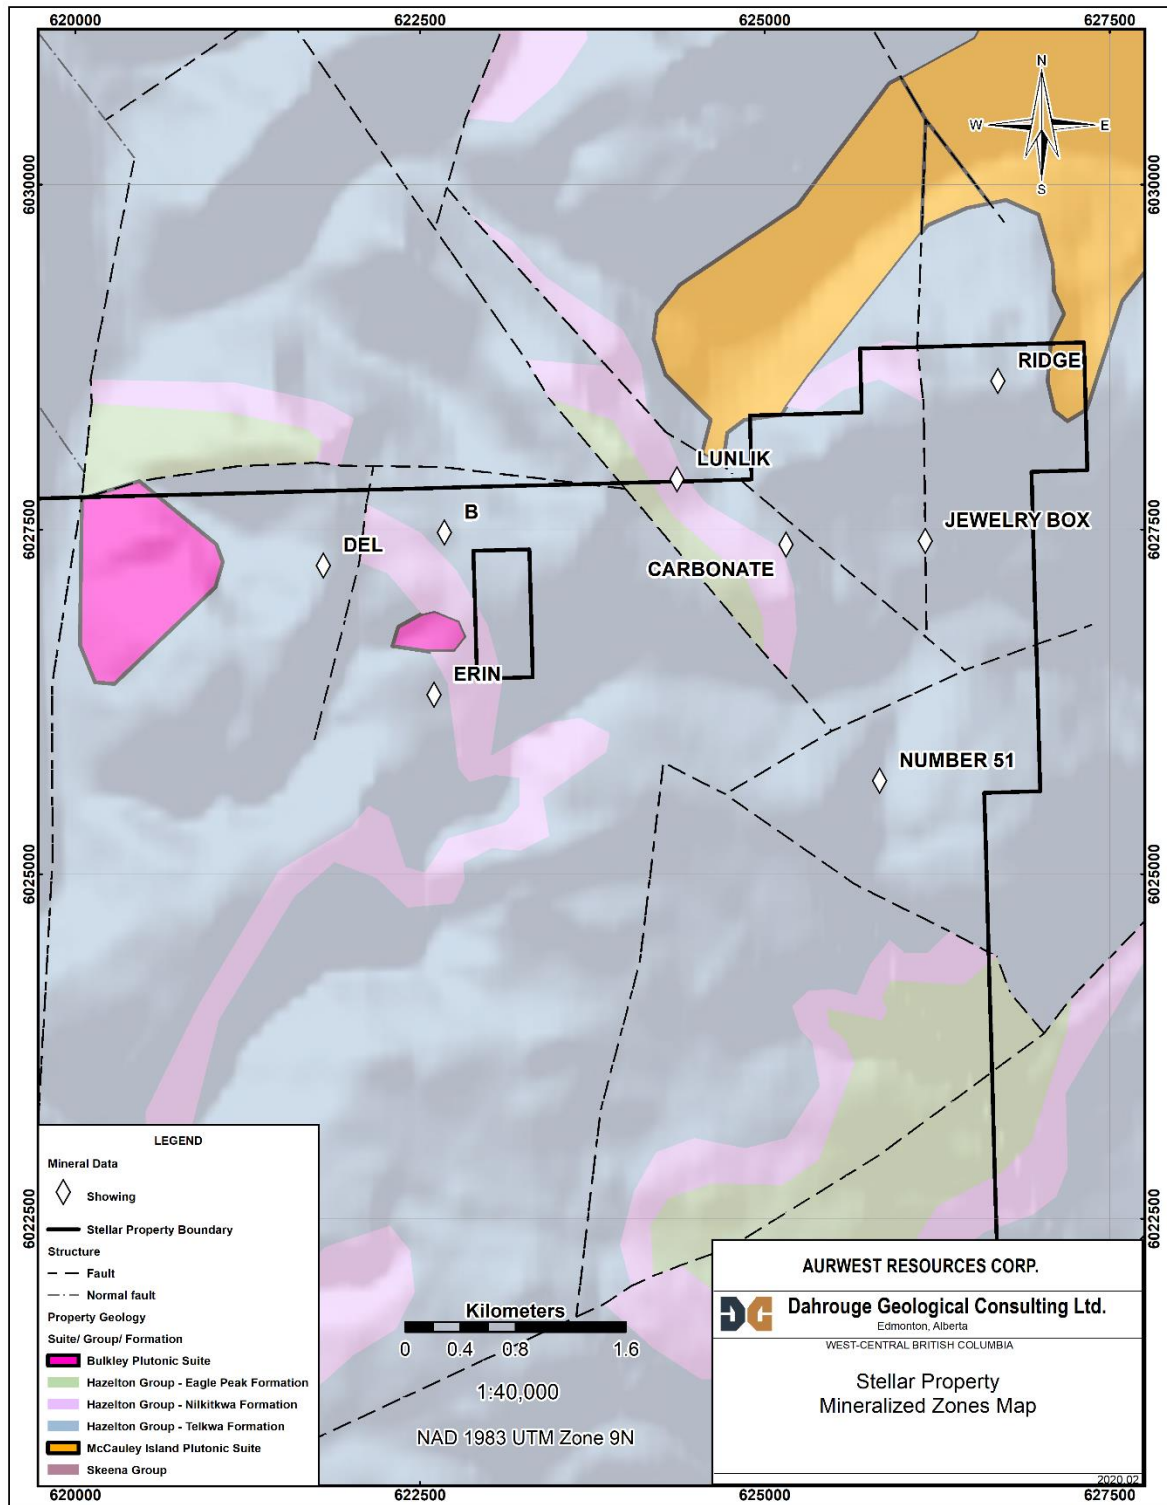 620000 622500 625000 627500
N
W E
S
6030000 6030000
RIDGE
LUNLIK
6027500 B JEWELRY BOX 6027500
DEL
CARBONATE
ERIN
NUMBER 51
6025000 6025000
6022500 6022500
LEGEND
Mineral Data
Showing
Stellar Property Boundary
Structure
Fault
Normal fault
Property Geology
Suite/ Group/ Formation
Bulkley Plutonic Suite
Hazelton Group - Eagle Peak Formation
Hazelton Group - Nilkitkwa Formation
Hazelton Group - Telkwa Formation
McCauley Island Plutonic Suite
Skeena Group
Kilometers
0 0.4 0.8 1.6
1:40,000
NAD 1983 UTM Zone 9N
AURWEST RESOURCES CORP.
DC Dahrouge Geological Consulting Ltd.
Edmonton, Alberta
WEST-CENTRAL BRITISH COLUMBIA
Stellar Property
Mineralized Zones Map
2020.02
620000 622500 625000 627500